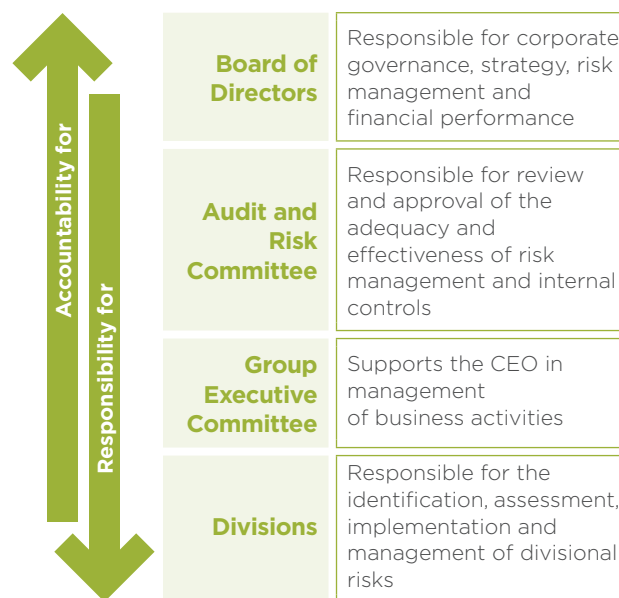 Accountability for
Responsibility for
Board of
Directors
Responsible for corporate
governance, strategy, risk
management and
financial performance
Audit and
Risk
Committee
Responsible for review
and approval of the
adequacy and
effectiveness of risk
management and internal
controls
Group
Executive
Committee
Supports the CEO in
management
of business activities
Divisions
Responsible for the
identification, assessment,
implementation and
management of divisional
risks